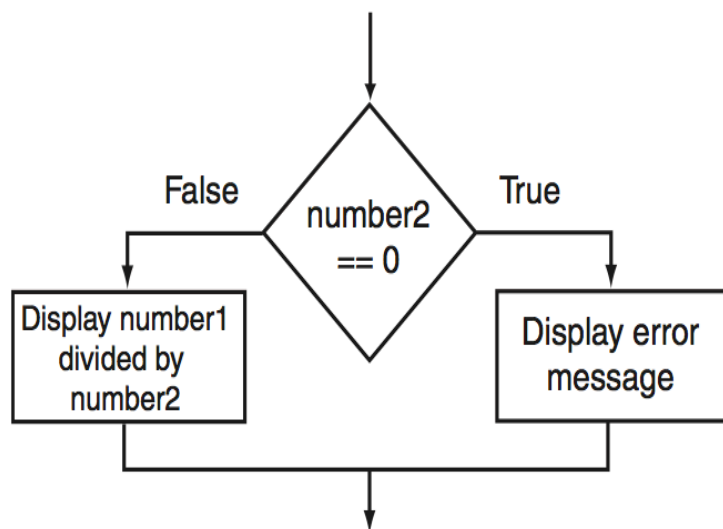 False
True
number2
== 0
Display number1
divided by
number2
Display error
message